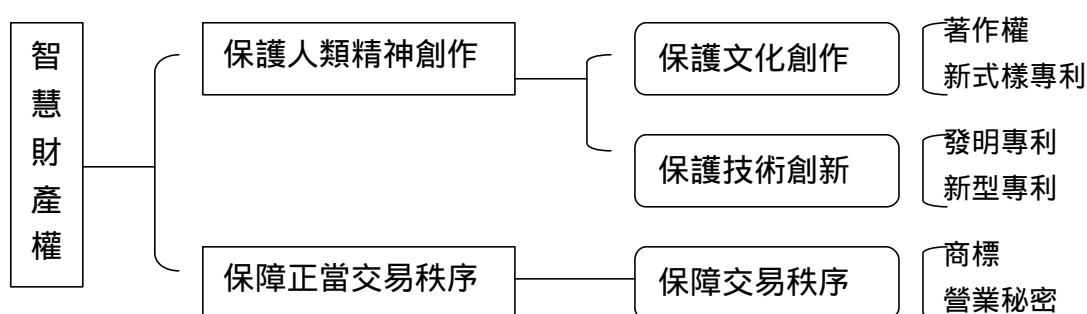 智慧財產權
保護人類精神創作
保護文化創作
著作權
新式樣專利
保護技術創新
發明專利
新型專利
保障正當交易秩序
保障交易秩序
商標
營業秘密